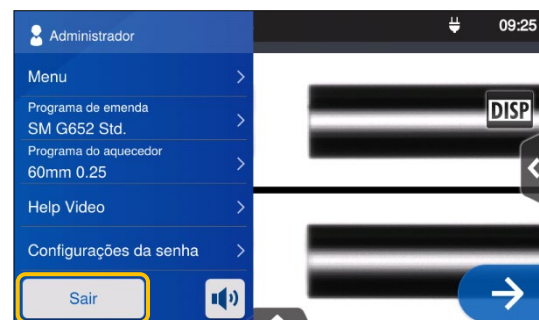 Administrador
09:25
Menu
Programa de emenda
SM G652 Std.
DISP
Programa do aquecedor
60mm 0.25
Help Video
Configurações da senha
Sair